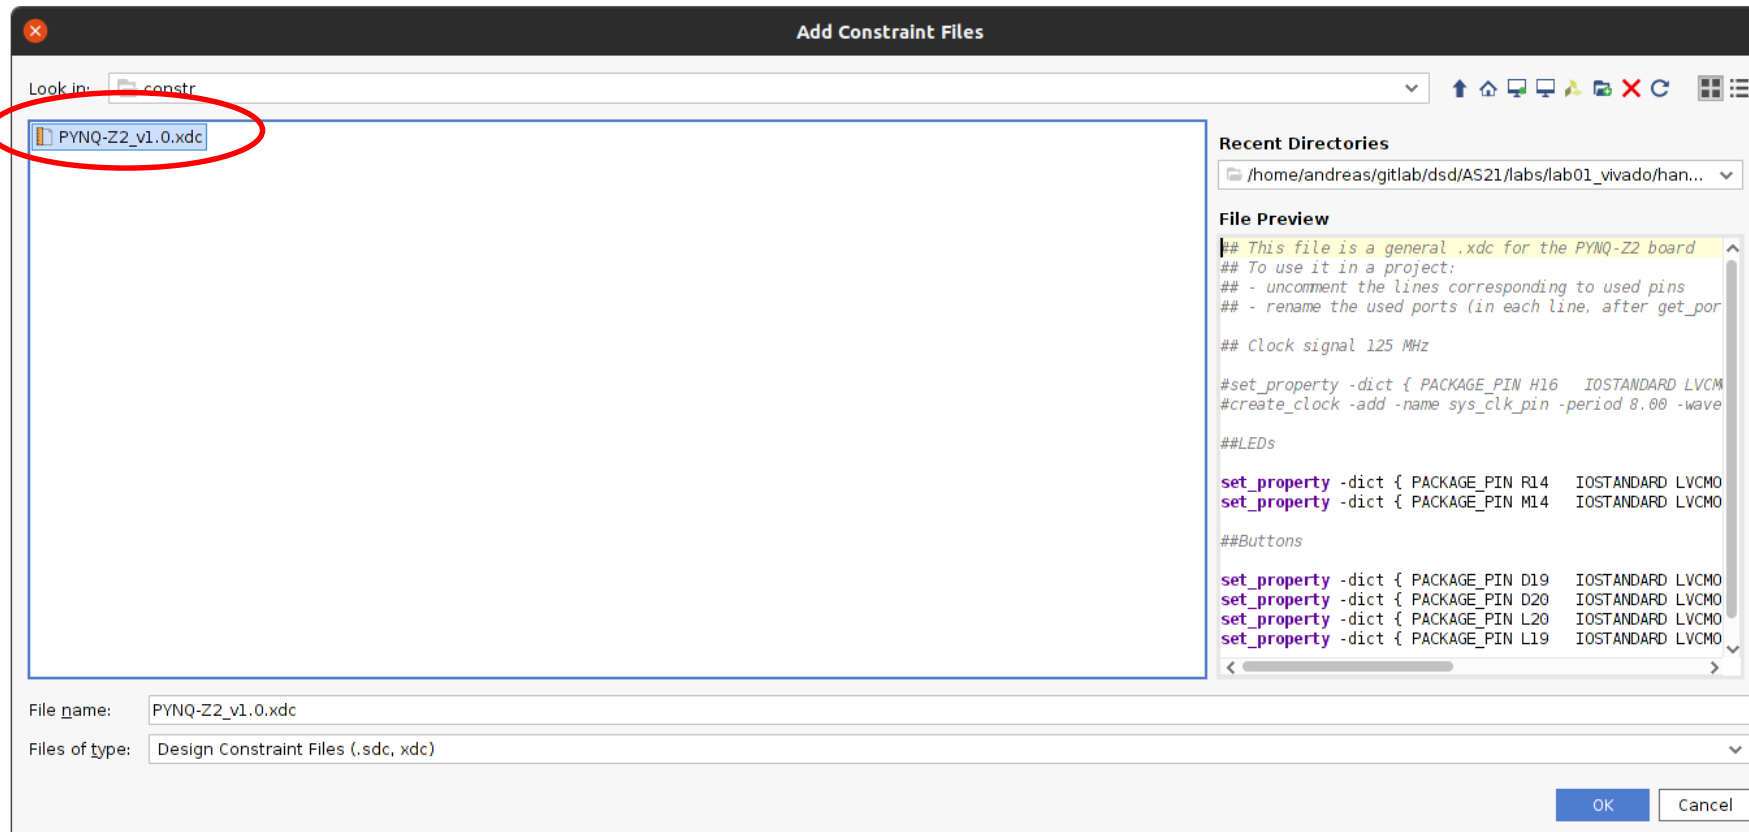 Add Constraint Files
Look in: constr
PYNQ-Z2_v1.0.xdc
Recent Directories
/home/andreas/gitlab/dsd/AS21/labs/lab01_vivado/han...
File Preview
## This file is a general .xdc for the PYNQ-Z2 board
## To use it in a project:
## - uncomment the lines corresponding to used pins
## - rename the used ports (in each line, after get_por
## Clock signal 125 MHz
#set_property -dict { PACKAGE_PIN H16 IOSTANDARD LVCM
#create_clock -add -name sys_clk_pin -period 8.00 -wave
##LEDs
set_property -dict { PACKAGE_PIN R14 IOSTANDARD LVCMO
set_property -dict { PACKAGE_PIN M14 IOSTANDARD LVCMO
##Buttons
set_property -dict { PACKAGE_PIN D19 IOSTANDARD LVCMO
set_property -dict { PACKAGE_PIN D20 IOSTANDARD LVCMO
set_property -dict { PACKAGE_PIN L20 IOSTANDARD LVCMO
set_property -dict { PACKAGE_PIN L19 IOSTANDARD LVCMO
File name: PYNQ-Z2_v1.0.xdc
Files of type: Design Constraint Files (.sdc, xdc)
OK Cancel